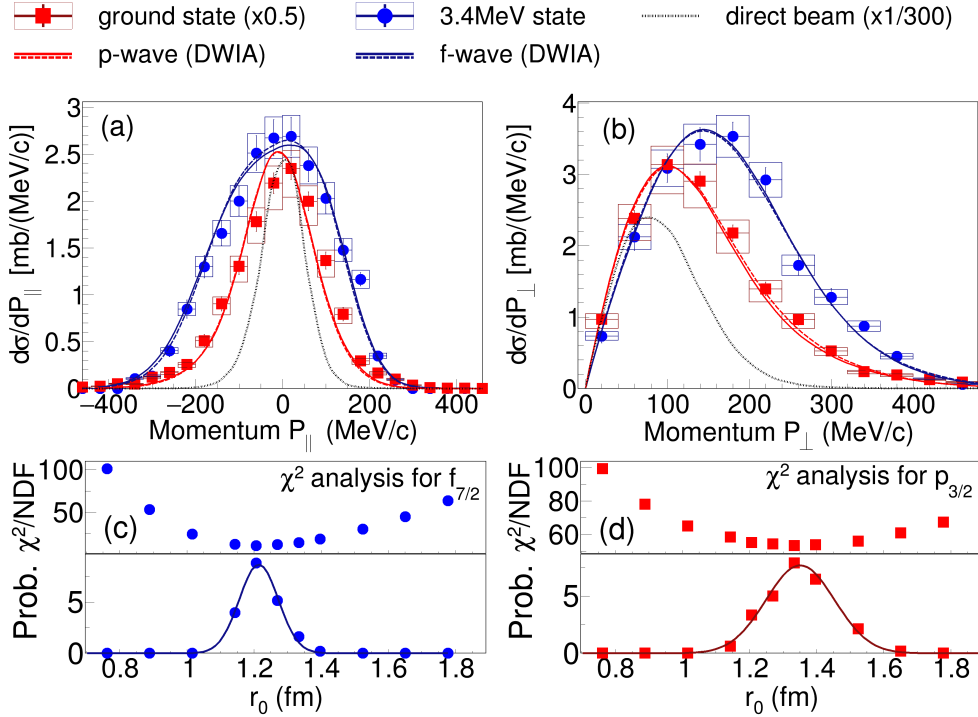 ground state (x0.5) 3.4MeV state direct beam (x1/300)
p-wave (DWIA) f-wave (DWIA)
(a)
dσ/dP∥ [mb/(MeV/c)]
3
2.5
2
1.5
1
0.5
0
−400 −200 0 200 400
Momentum P∥ (MeV/c)
(b)
dσ/dP⊥ [mb/(MeV/c)]
4
3
2
1
0
0 100 200 300 400
Momentum P⊥ (MeV/c)
χ²/NDF
100
50
χ² analysis for f7/2
(c)
Prob.
5
0
0.8 1 1.2 1.4 1.6 1.8
r0 (fm)
χ²/NDF
100
80
60
χ² analysis for p3/2
(d)
Prob.
5
0
0.8 1 1.2 1.4 1.6 1.8
r0 (fm)